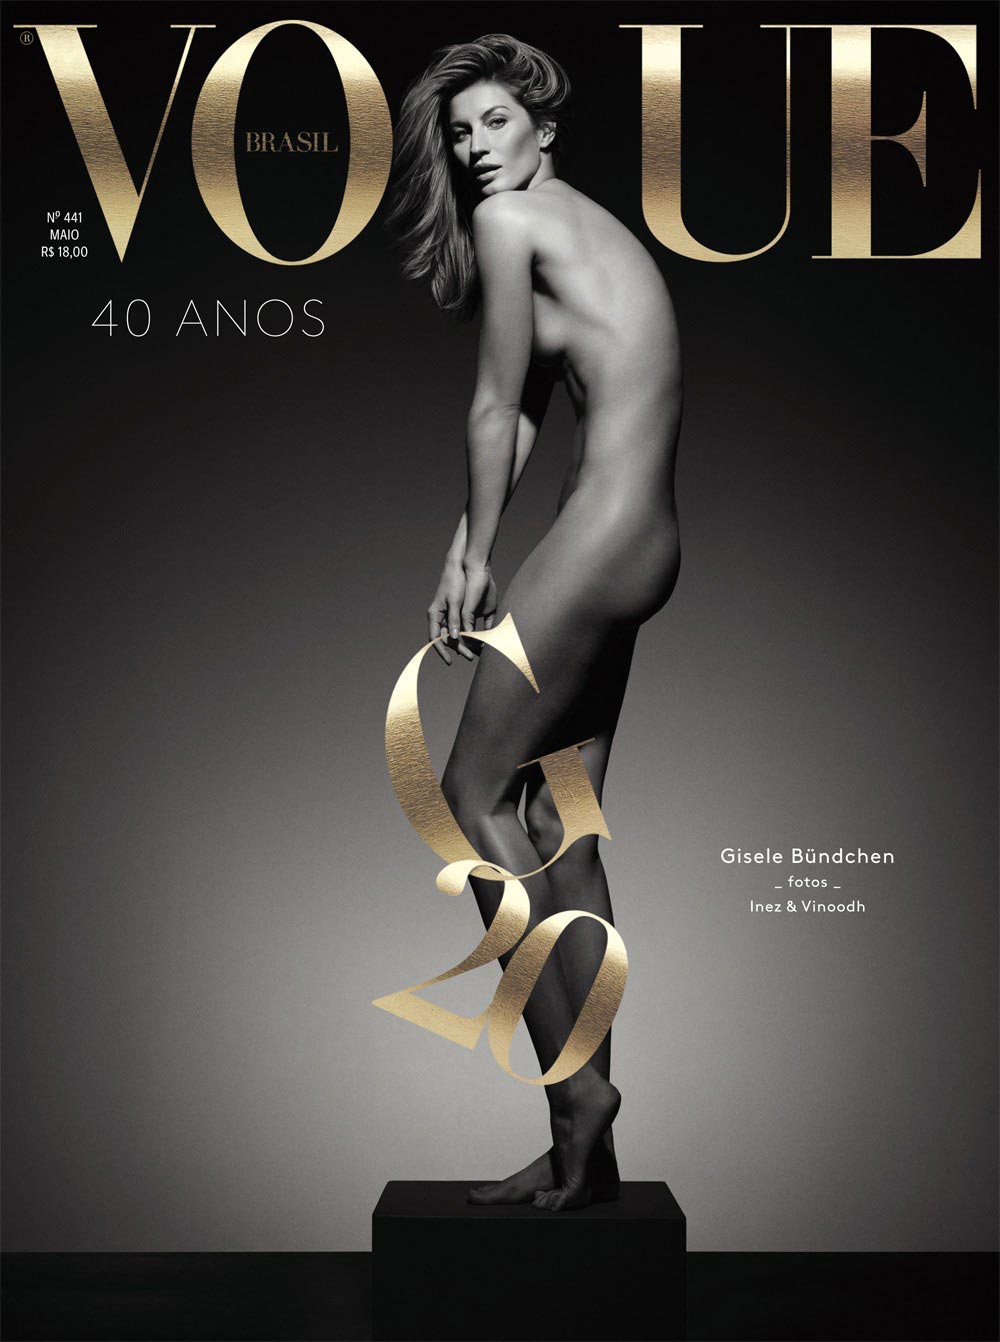 VOGUE
®
BRASIL
Nº 441
MAIO
R$ 18,00
40 ANOS
G
20
Gisele Bündchen
_ fotos _
Inez & Vinoodh